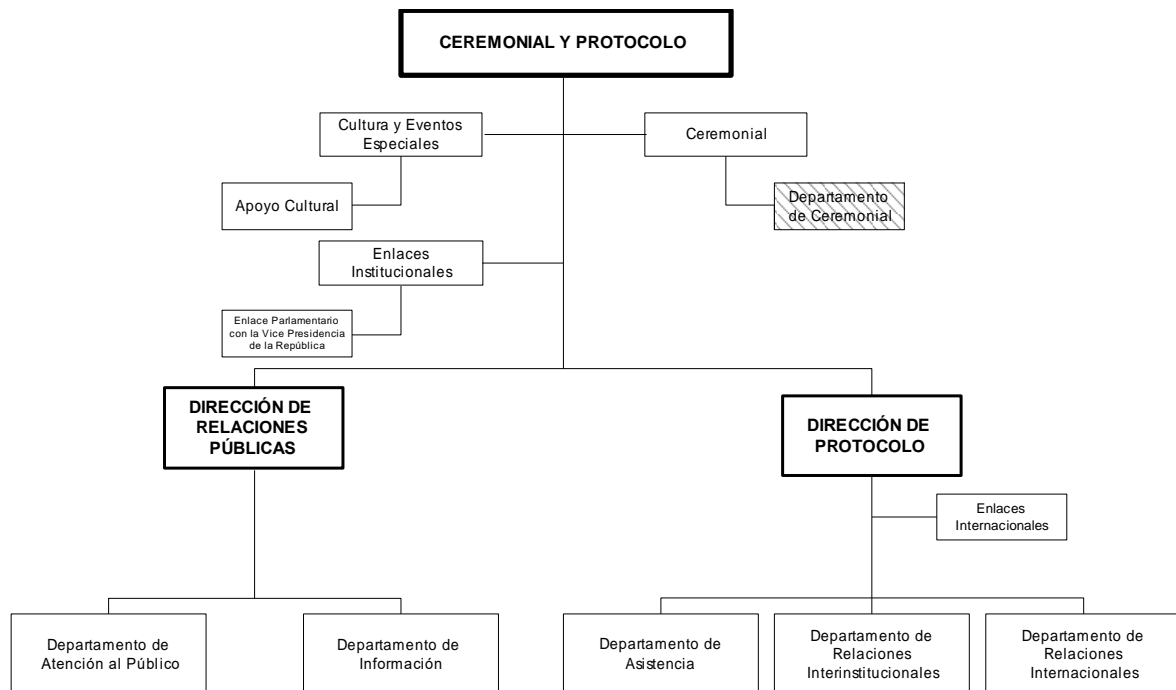 CEREMONIAL Y PROTOCOLO
Cultura y Eventos
Especiales
Ceremonial
Apoyo Cultural
Departamento
de Ceremonial
Enlaces
Institucionales
Enlace Parlamentario
con la Vice Presidencia
de la República
DIRECCIÓN DE
RELACIONES
PÚBLICAS
DIRECCIÓN DE
PROTOCOLO
Enlaces
Internacionales
Departamento de
Atención al Público
Departamento de
Información
Departamento de
Asistencia
Departamento de
Relaciones
Interinstitucionales
Departamento de
Relaciones
Internacionales